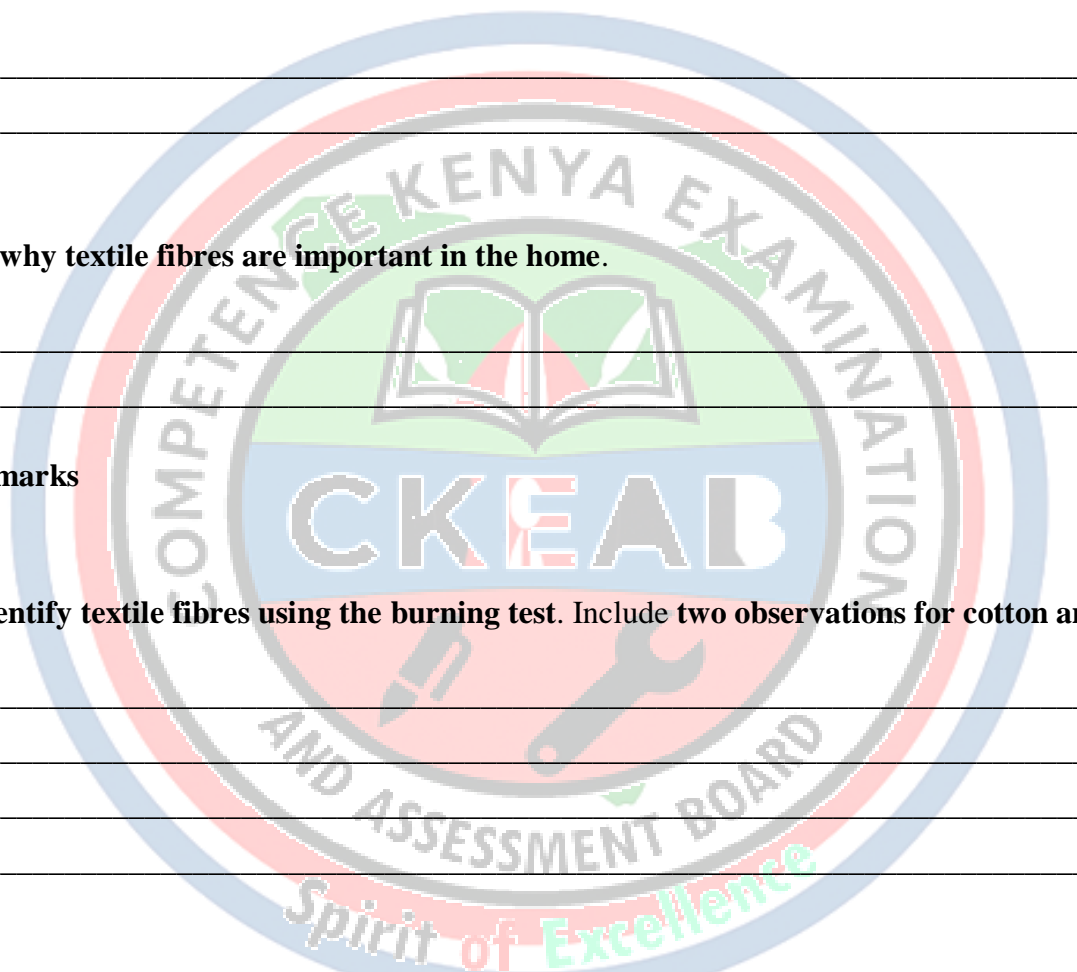 COMPETENCE KENYA EXAMINATION
why textile fibres are important in the home.
marks
CKEAB
entify textile fibres using the burning test. Include two observations for cotton an
AND ASSESSMENT BOARD
Spirit of Excellence